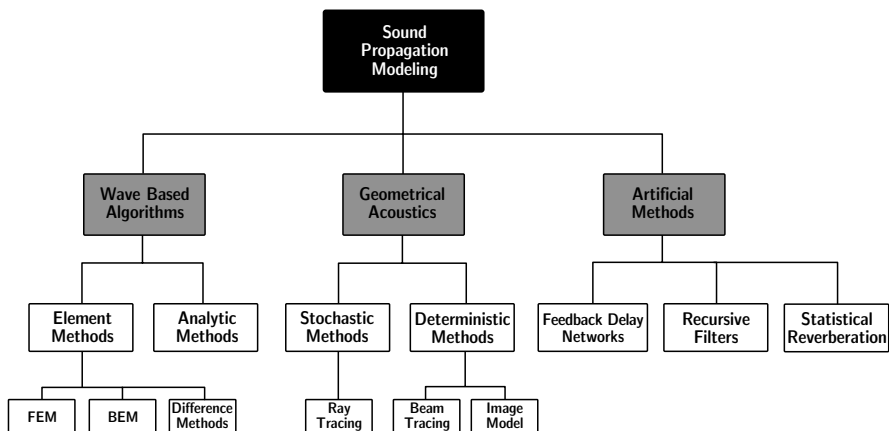 Sound
Propagation
Modeling
Wave Based
Algorithms
Geometrical
Acoustics
Artificial
Methods
Element
Methods
Analytic
Methods
Stochastic
Methods
Deterministic
Methods
Feedback Delay
Networks
Recursive
Filters
Statistical
Reverberation
FEM
BEM
Difference
Methods
Ray
Tracing
Beam
Tracing
Image
Model